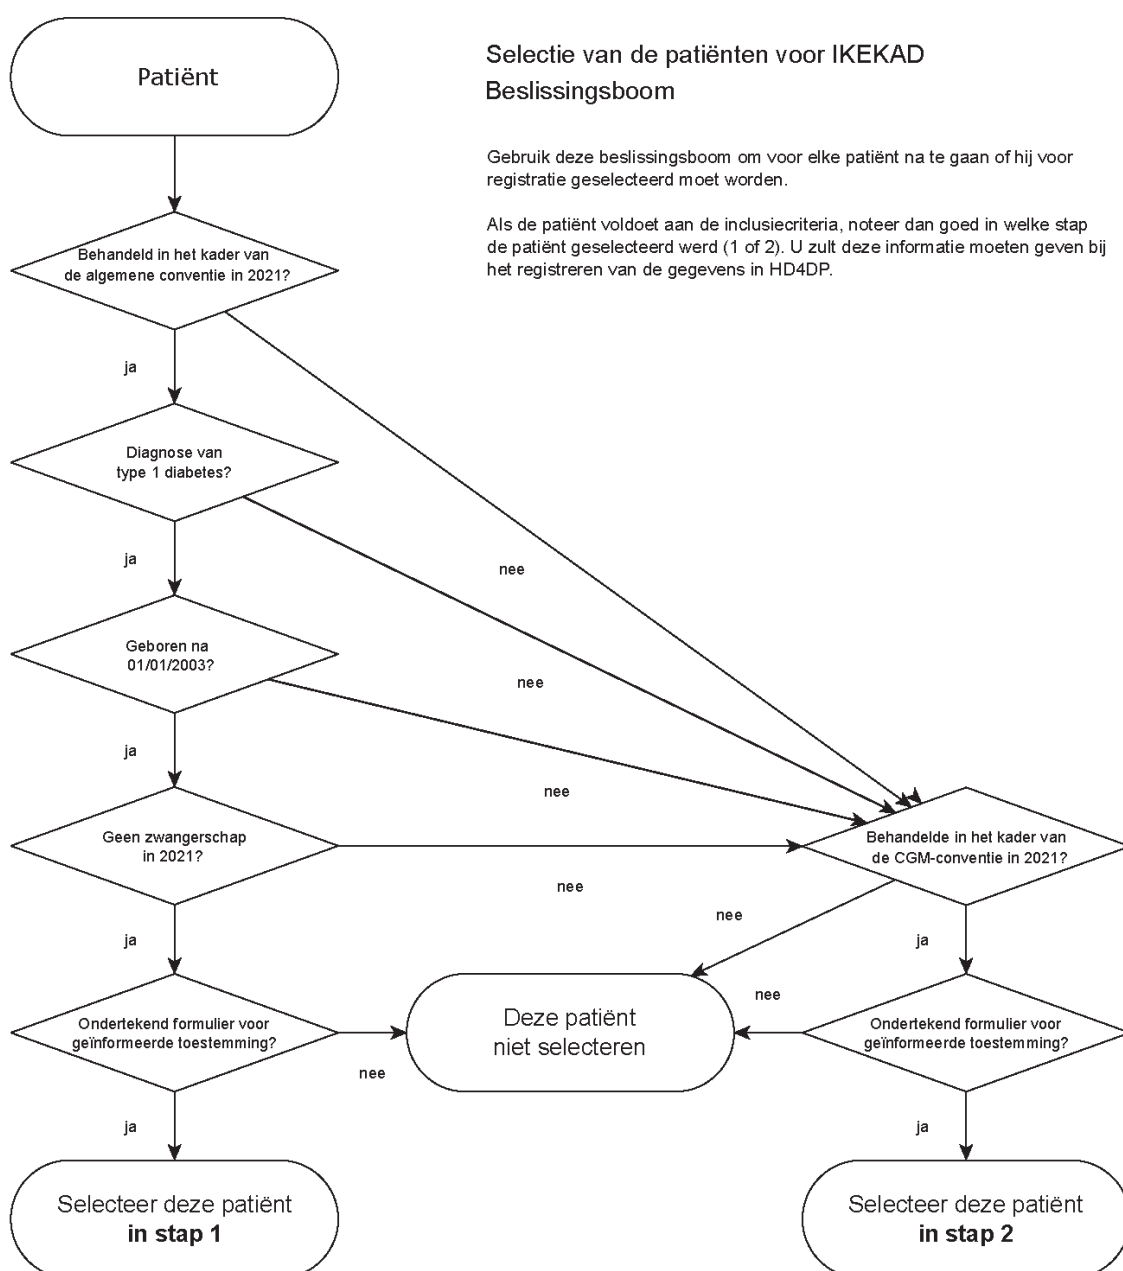 Patiënt
Selectie van de patiënten voor IKEKAD
Beslissingsboom
Gebruik deze beslissingsboom om voor elke patiënt na te gaan of hij voor
registratie geselecteerd moet worden.
Als de patiënt voldoet aan de inclusiecriteria, noteer dan goed in welke stap
de patiënt geselecteerd werd (1 of 2). U zult deze informatie moeten geven bij
het registreren van de gegevens in HD4DP.
Behandeld in het kader van
de algemene conventie in 2021?
ja
Diagnose van
type 1 diabetes?
nee
ja
Geboren na
01/01/2003?
nee
ja
nee
Geen zwangerschap
in 2021?
Behandelde in het kader van
de CGM-conventie in 2021?
nee
nee
ja
ja
Ondertekend formulier voor
geïnformeerde toestemming?
nee
Deze patiënt
niet selecteren
nee
Ondertekend formulier voor
geïnformeerde toestemming?
ja
ja
Selecteer deze patiënt
in stap 1
Selecteer deze patiënt
in stap 2